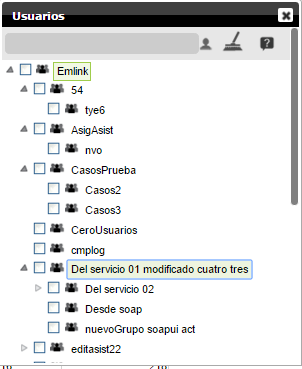 Usuarios
Emlink
54
tye6
AsigAsist
nvo
CasosPrueba
Casos2
Casos3
CeroUsuarios
cmplog
Del servicio 01 modificado cuatro tres
Del servicio 02
Desde soap
nuevoGrupo soapui act
editasist22